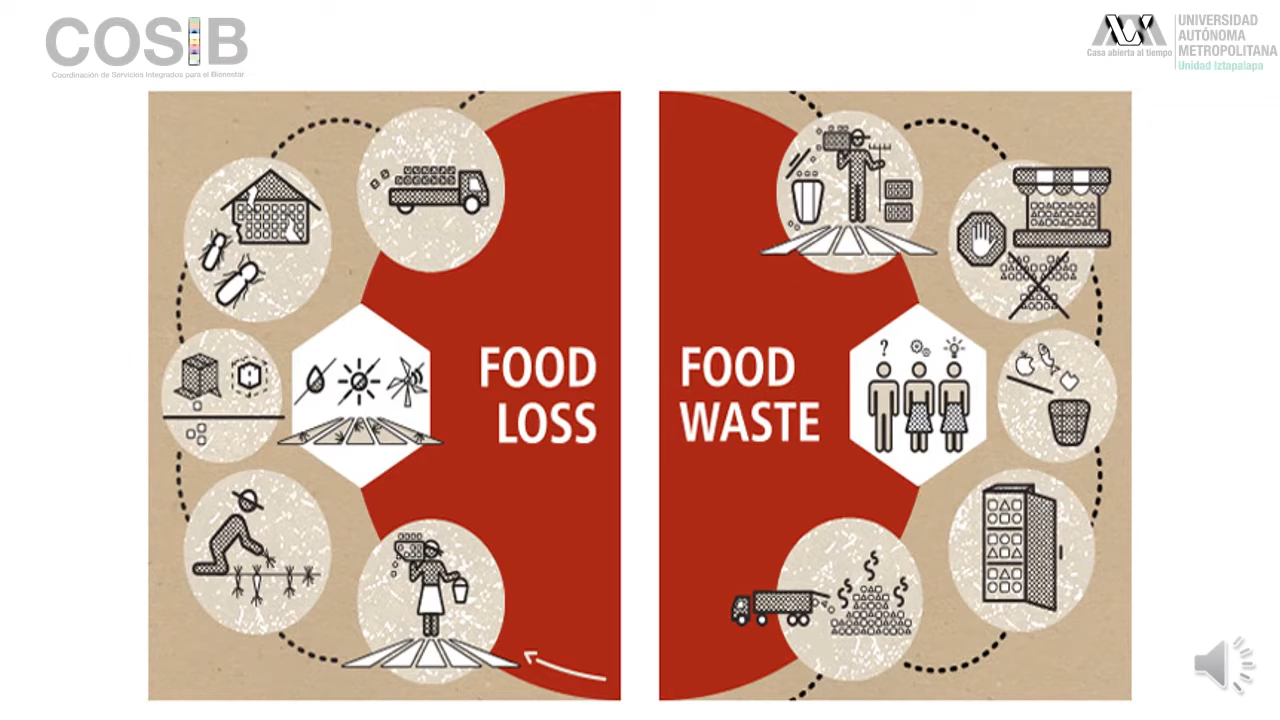 COSIB
Coordinación de Servicios Integrados para el Bienestar
Casa abierta al tiempo
UNIVERSIDAD
AUTÓNOMA
METROPOLITANA
Unidad Iztapalapa
FOOD
LOSS
FOOD
WASTE
?